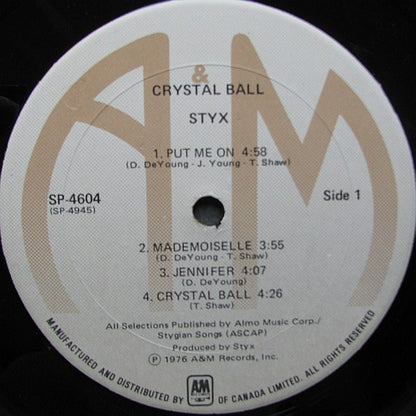 A & M
CRYSTAL BALL
STYX
1. PUT ME ON 4:58
(D. DeYoung - J. Young - T. Shaw)
SP-4604
(SP-4945)
Side 1
2. MADEMOISELLE 3:55
(D. DeYoung - T. Shaw)
3. JENNIFER 4:07
(D. DeYoung)
4. CRYSTAL BALL 4:26
(T. Shaw)
All Selections Published by Almo Music Corp./
Stygian Songs (ASCAP)
Produced by Styx
Ⓟ 1976 A&M Records, Inc.
MANUFACTURED AND DISTRIBUTED BY A&M OF CANADA LIMITED. ALL RIGHTS RESERVED